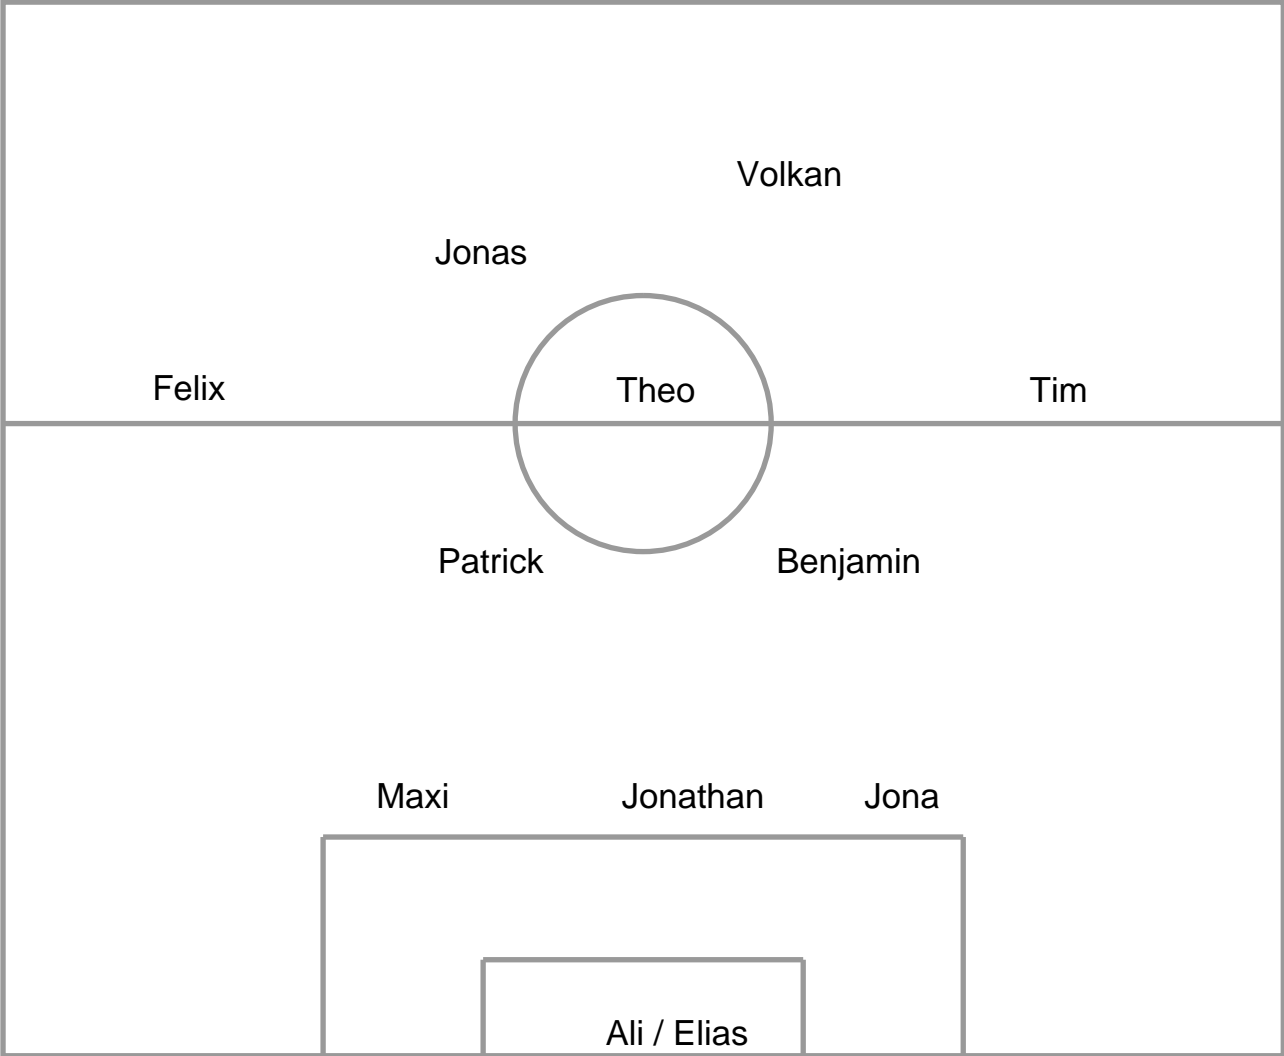 Volkan
Jonas
Felix Theo Tim
Patrick Benjamin
Maxi Jonathan Jona
Ali / Elias